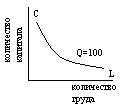 C
количество
капитала
Q=100
L
количество
труда